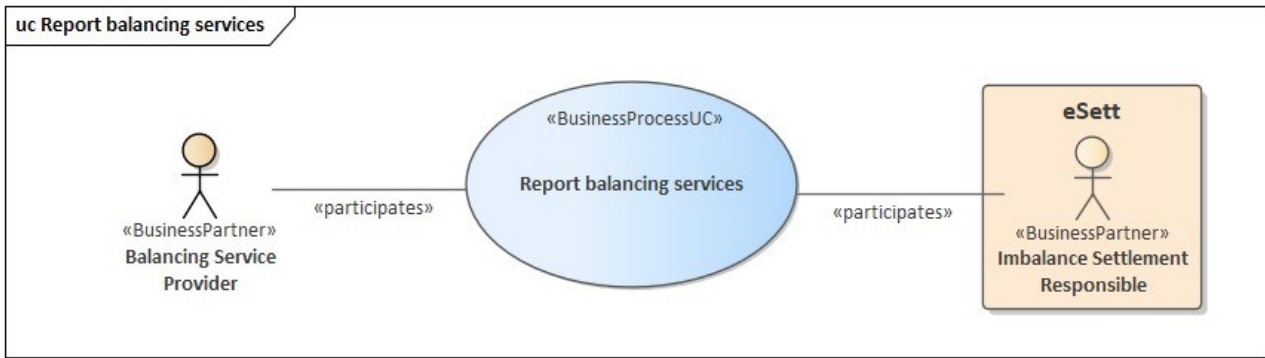 uc Report balancing services
«BusinessProcessUC»
Report balancing services
«BusinessPartner»
Balancing Service
Provider
«participates»
«participates»
eSett
«BusinessPartner»
Imbalance Settlement
Responsible